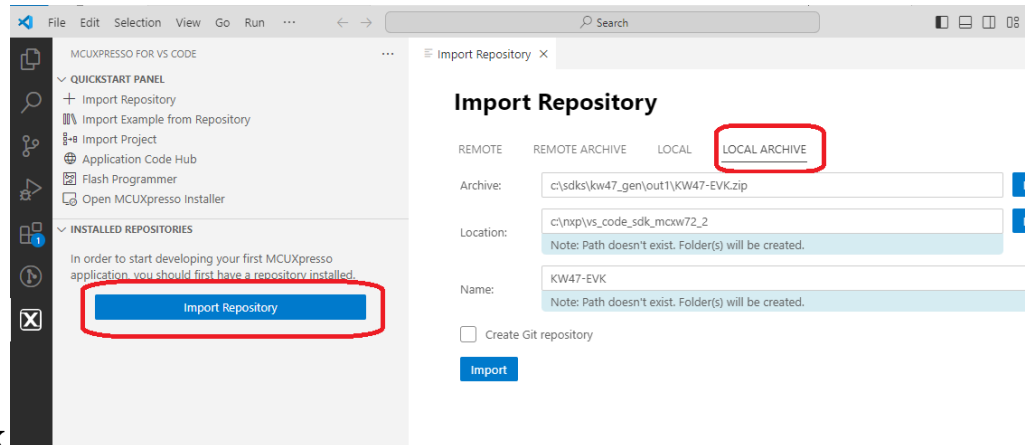 File Edit Selection View Go Run ··· ← → Search
MCUXPRESSO FOR VS CODE ···
QUICKSTART PANEL
Import Repository
Import Example from Repository
Import Project
Application Code Hub
Flash Programmer
Open MCUXpresso Installer
INSTALLED REPOSITORIES
In order to start developing your first MCUXpresso
application, you should first have a repository installed.
Import Repository
1
Import Repository ×
Import Repository
REMOTE REMOTE ARCHIVE LOCAL LOCAL ARCHIVE
Archive: c:\sdks\kw47_gen\out1\KW47-EVK.zip
Location: c:\nxp\vs_code_sdk_mcxw72_2
Note: Path doesn't exist. Folder(s) will be created.
Name: KW47-EVK
Note: Path doesn't exist. Folder(s) will be created.
Create Git repository
Import